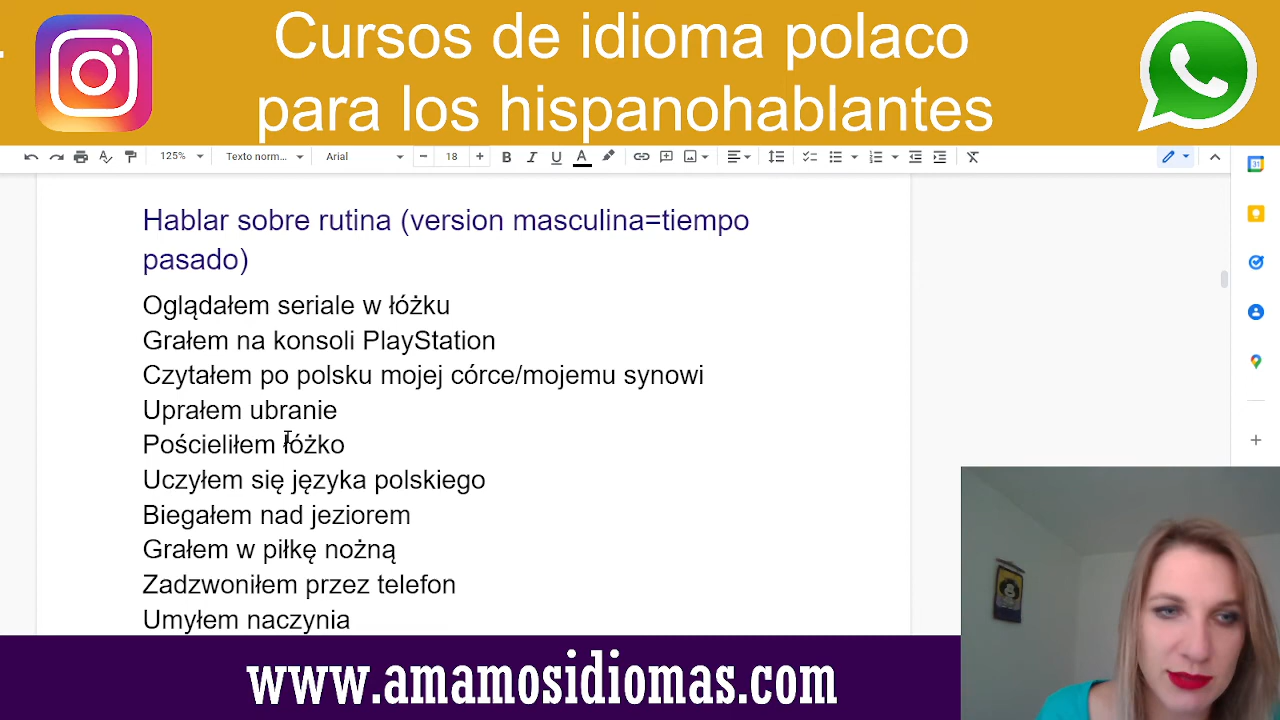 Cursos de idioma polaco
para los hispanohablantes
125% Texto norm... Arial 18 B I U A
Hablar sobre rutina (version masculina=tiempo
pasado)
Oglądałem seriale w łóżku
Grałem na konsoli PlayStation
Czytałem po polsku mojej córce/mojemu synowi
Uprałem ubranie
Pościeliłem łóżko
Uczyłem się języka polskiego
Biegałem nad jeziorem
Grałem w piłkę nożną
Zadzwoniłem przez telefon
Umyłem naczynia
www.amamosidiomas.com